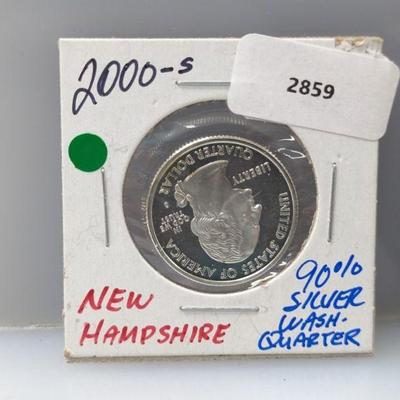 2000-S
2859
UNITED STATES OF AMERICA
LIBERTY
IN
GOD WE
TRUST
S
QUARTER DOLLAR
NEW
HAMPSHIRE
90%
SILVER
WASH.
QUARTER